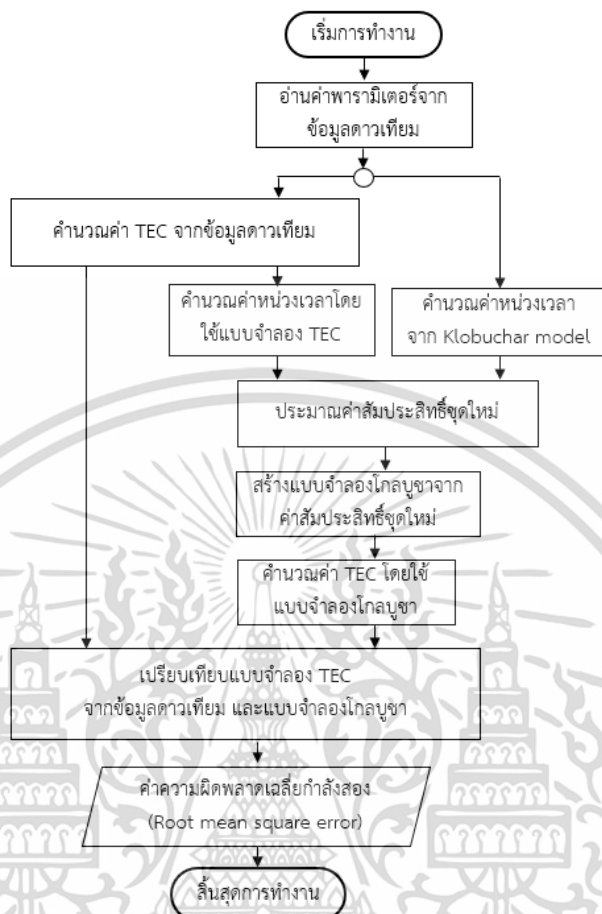 เริ่มการทำงาน
อ่านค่าพารามิเตอร์จาก
ข้อมูลดาวเทียม
คำนวณค่า TEC จากข้อมูลดาวเทียม
คำนวณค่าหน่วงเวลาโดย
ใช้แบบจำลอง TEC
คำนวณค่าหน่วงเวลา
จาก Klobuchar model
ประมาณค่าสัมประสิทธิ์ชุดใหม่
สร้างแบบจำลองโกลบูชาจาก
ค่าสัมประสิทธิ์ชุดใหม่
คำนวณค่า TEC โดยใช้
แบบจำลองโกลบูชา
เปรียบเทียบแบบจำลอง TEC
จากข้อมูลดาวเทียม และแบบจำลองโกลบูชา
ค่าความผิดพลาดเฉลี่ยกำลังสอง
(Root mean square error)
สิ้นสุดการทำงาน